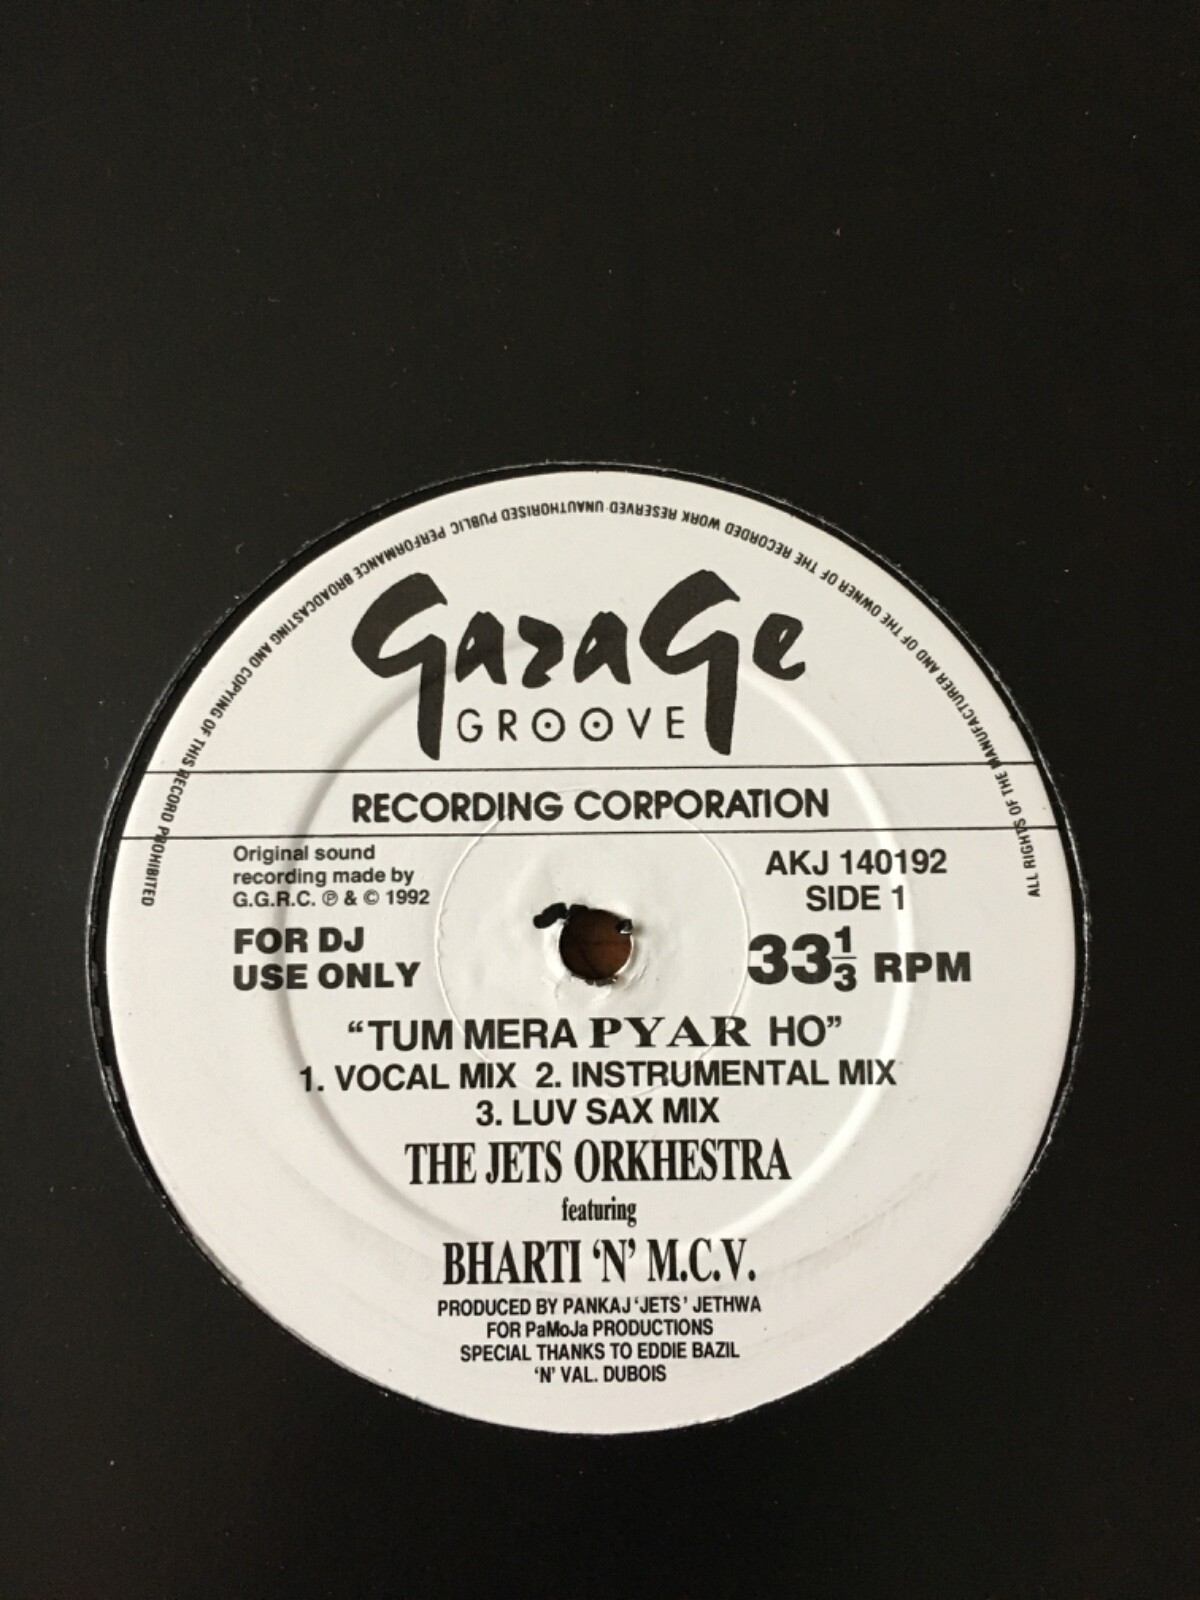 ALL RIGHTS OF THE MANUFACTURER AND OF THE OWNER OF THE RECORDED WORK RESERVED UNAUTHORISED PUBLIC PERFORMANCE BROADCASTING AND COPYING OF THIS RECORD PROHIBITED
GaraGe
GROOVE
RECORDING CORPORATION
Original sound
recording made by
G.G.R.C. ℗ & © 1992
FOR DJ
USE ONLY
AKJ 140192
SIDE 1
33⅓ RPM
“TUM MERA PYAR HO”
1. VOCAL MIX 2. INSTRUMENTAL MIX
3. LUV SAX MIX
THE JETS ORKHESTRA
featuring
BHARTI ‘N’ M.C.V.
PRODUCED BY PANKAJ ‘JETS’ JETHWA
FOR PaMoJa PRODUCTIONS
SPECIAL THANKS TO EDDIE BAZIL
‘N’ VAL. DUBOIS